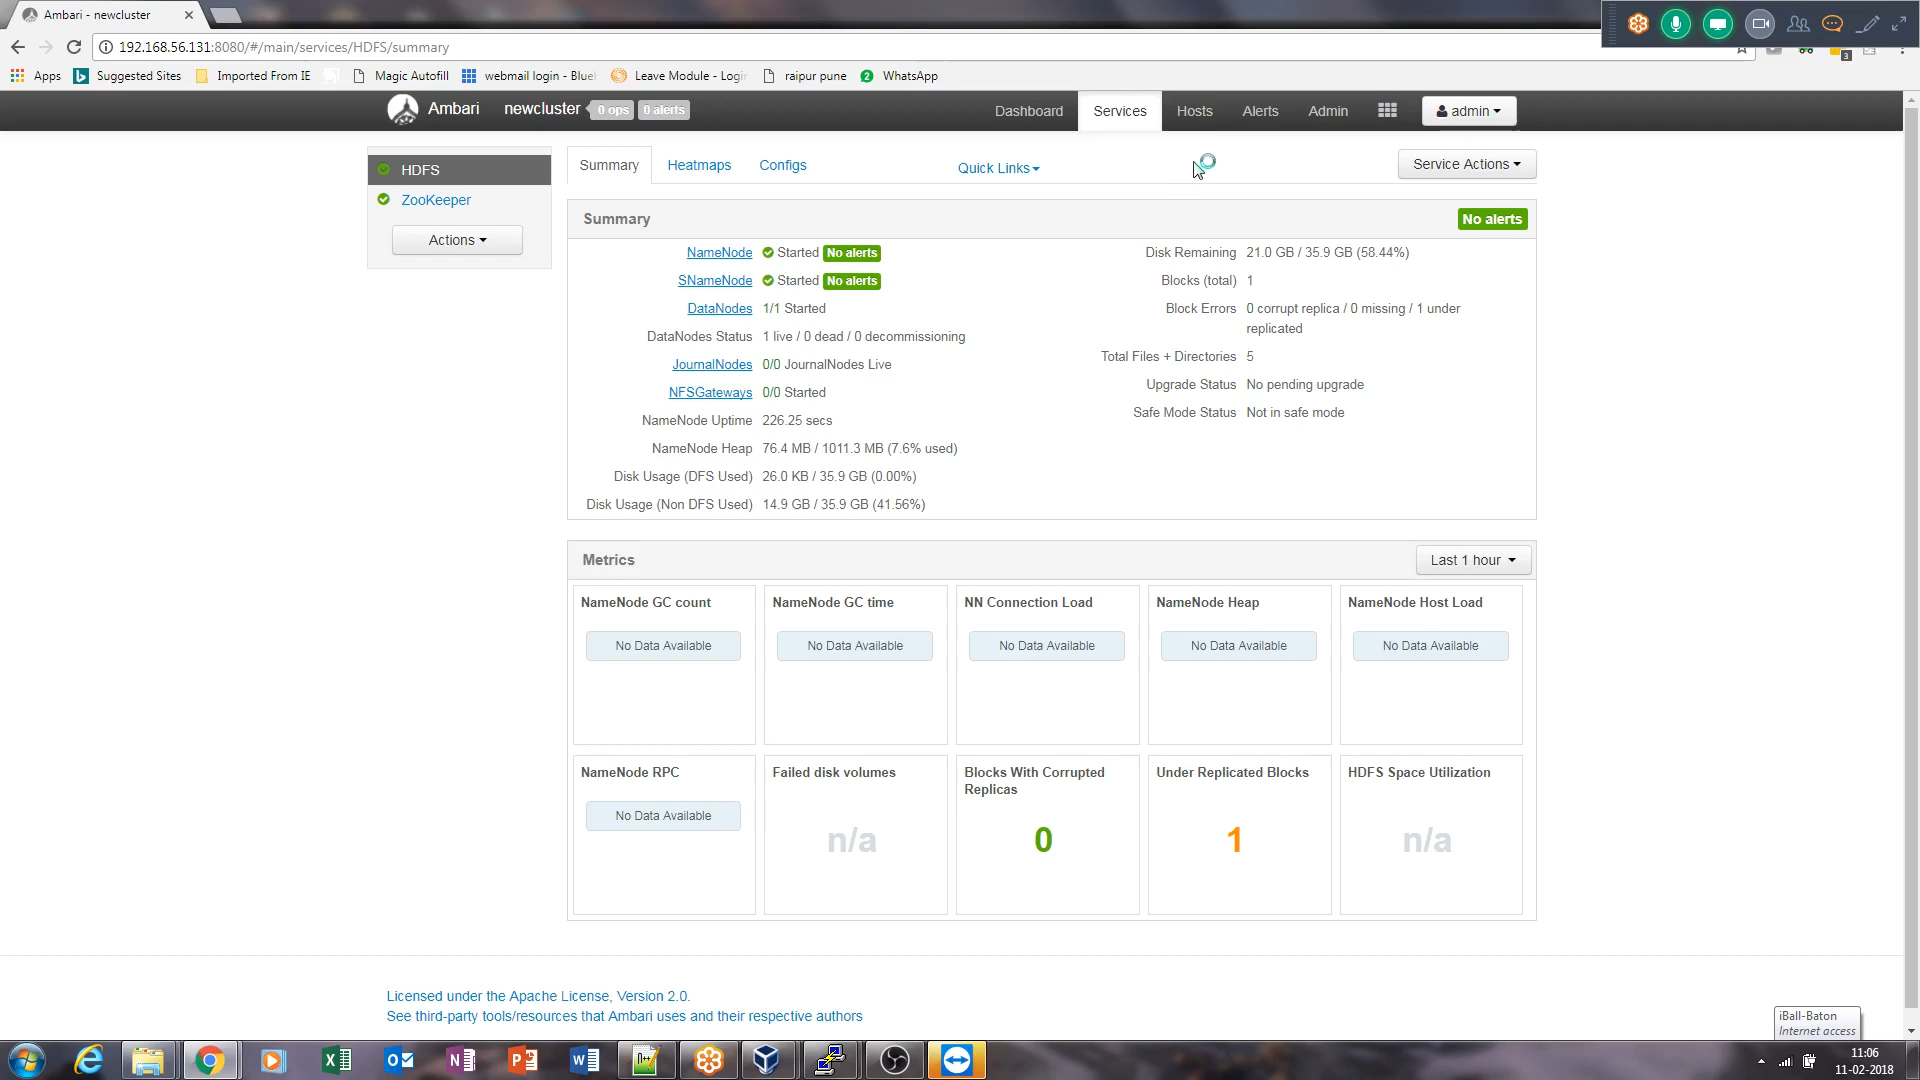 Ambari - newcluster
192.168.56.131:8080/#/main/services/HDFS/summary
Apps
Suggested Sites
Imported From IE
Magic Autofill
webmail login - Blue
Leave Module - Logi
raipur pune
2
WhatsApp
3
Ambari
newcluster
0 ops
0 alerts
Dashboard
Services
Hosts
Alerts
Admin
admin
HDFS
ZooKeeper
Actions
Summary
Heatmaps
Configs
Quick Links
Service Actions
Summary
No alerts
NameNode Started No alerts
SNameNode Started No alerts
DataNodes 1/1 Started
DataNodes Status 1 live / 0 dead / 0 decommissioning
JournalNodes 0/0 JournalNodes Live
NFSGateways 0/0 Started
NameNode Uptime 226.25 secs
NameNode Heap 76.4 MB / 1011.3 MB (7.6% used)
Disk Usage (DFS Used) 26.0 KB / 35.9 GB (0.00%)
Disk Usage (Non DFS Used) 14.9 GB / 35.9 GB (41.56%)
Disk Remaining 21.0 GB / 35.9 GB (58.44%)
Blocks (total) 1
Block Errors 0 corrupt replica / 0 missing / 1 under
replicated
Total Files + Directories 5
Upgrade Status No pending upgrade
Safe Mode Status Not in safe mode
Metrics
Last 1 hour
NameNode GC count
No Data Available
NameNode GC time
No Data Available
NN Connection Load
No Data Available
NameNode Heap
No Data Available
NameNode Host Load
No Data Available
NameNode RPC
No Data Available
Failed disk volumes
n/a
Blocks With Corrupted
Replicas
0
Under Replicated Blocks
1
HDFS Space Utilization
n/a
Licensed under the Apache License, Version 2.0.
See third-party tools/resources that Ambari uses and their respective authors
iBall-Baton
Internet access
11:06
11-02-2018